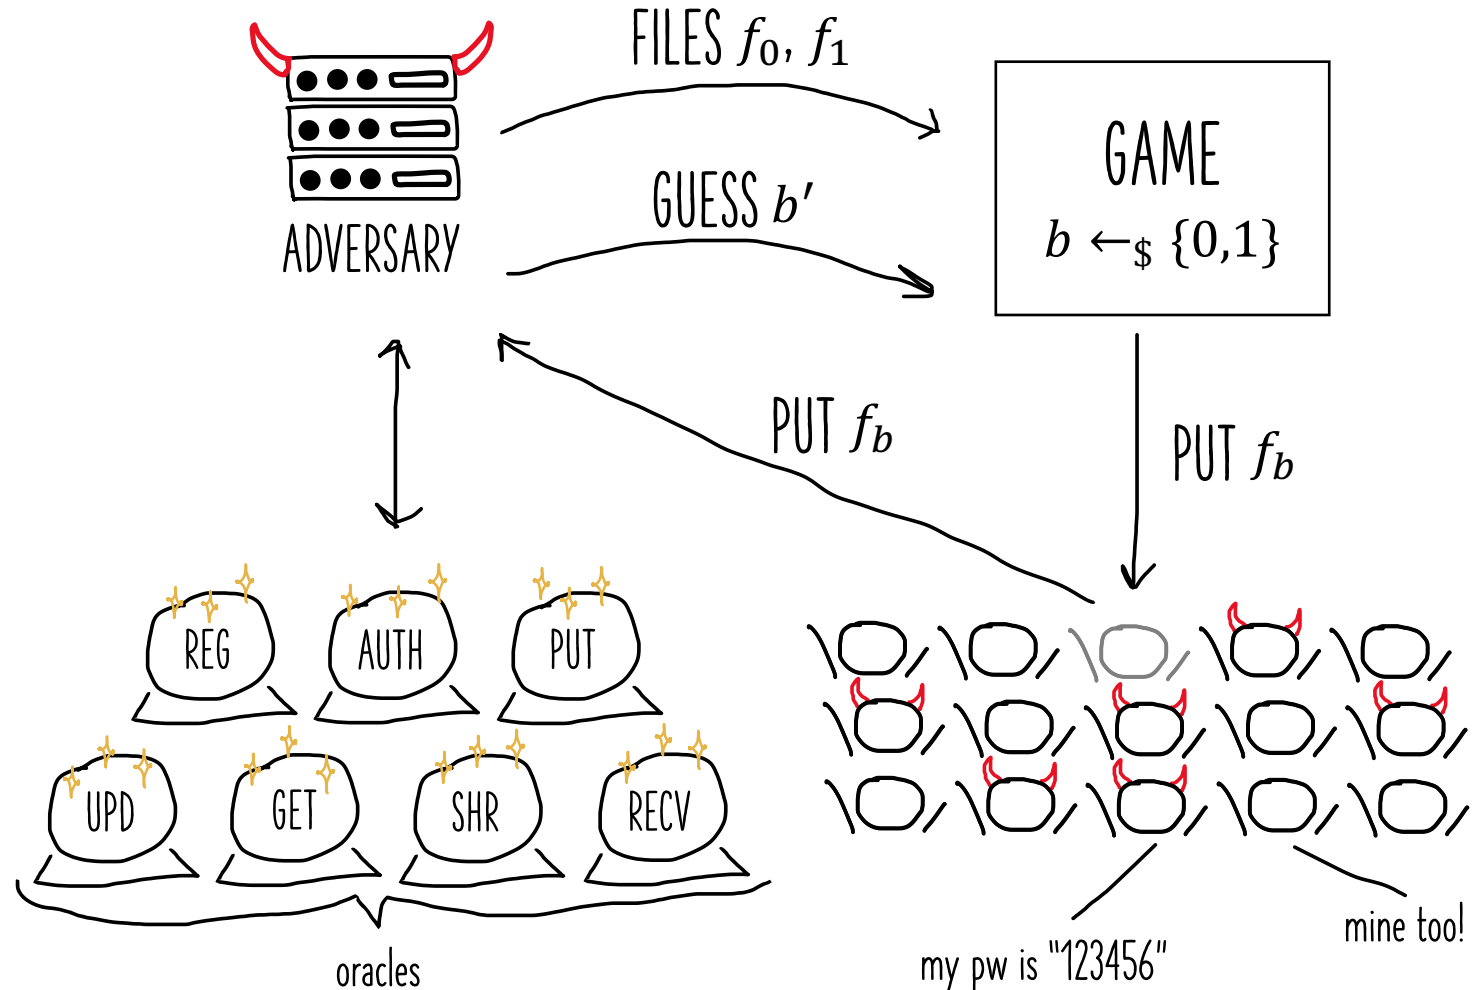 FILES f₀, f₁
GAME
b ←$ {0,1}
GUESS b′
ADVERSARY
PUT f_b
PUT f_b
REG
AUTH
PUT
UPD
GET
SHR
RECV
oracles
my pw is "123456"
mine too!